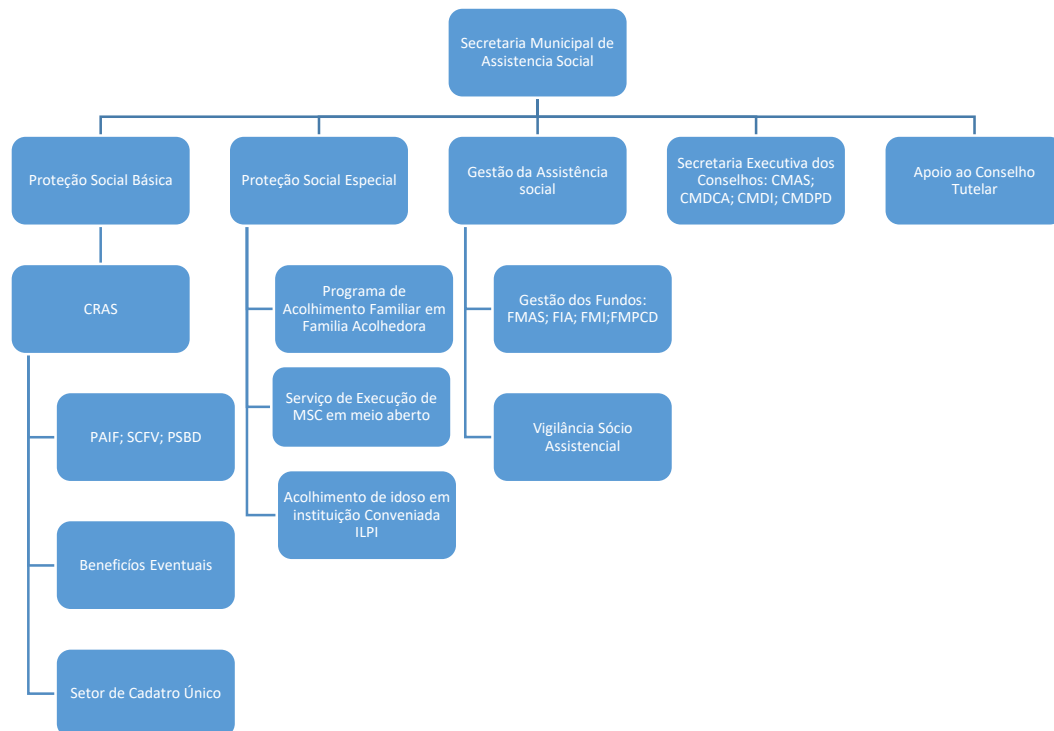 Secretaria Municipal de
Assistencia Social
Proteção Social Básica
Proteção Social Especial
Gestão da Assistência
social
Secretaria Executiva dos
Conselhos: CMAS;
CMDCA; CMDI; CMDPD
Apoio ao Conselho
Tutelar
CRAS
PAIF; SCFV; PSBD
Beneficíos Eventuais
Setor de Cadatro Único
Programa de
Acolhimento Familiar em
Familia Acolhedora
Serviço de Execução de
MSC em meio aberto
Acolhimento de idoso em
instituição Conveniada
ILPI
Gestão dos Fundos:
FMAS; FIA; FMI;FMPCD
Vigilância Sócio
Assistencial